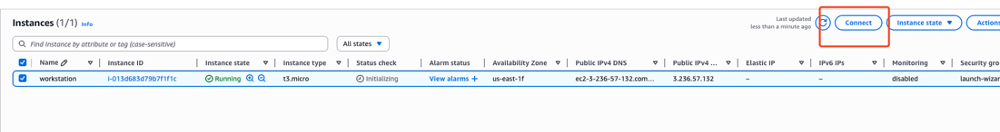 Instances (1/1) Info
Last updated
less than a minute ago
Connect
Instance state
Actions
Find Instance by attribute or tag (case-sensitive)
All states
Name Instance ID Instance state Instance type Status check Alarm status Availability Zone Public IPv4 DNS Public IPv4 ... Elastic IP IPv6 IPs Monitoring Security gro
workstation i-013d683d79b7f1f1c Running t3.micro Initializing View alarms + us-east-1f ec2-3-236-57-132.com... 3.236.57.132 – – disabled launch-wizar